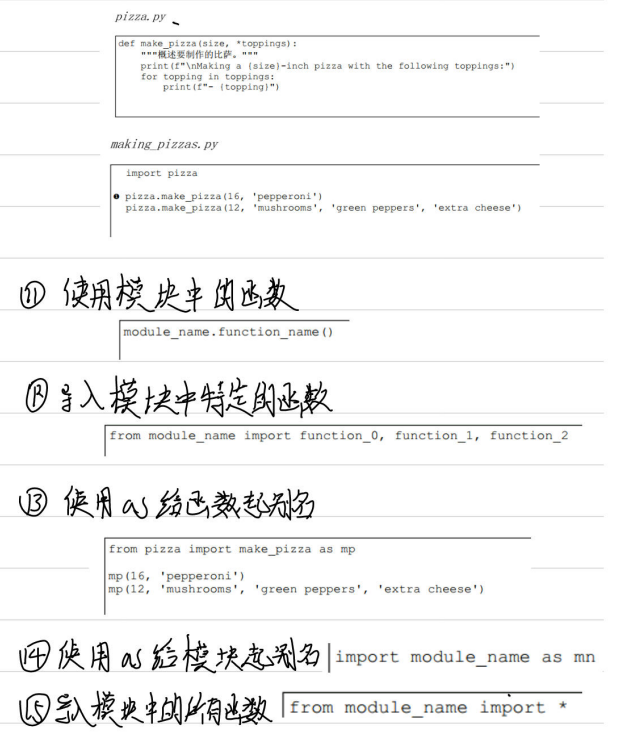 pizza.py
def make_pizza(size, *toppings):
"""概述要制作的比萨。"""
print(f"\nMaking a {size}-inch pizza with the following toppings:")
for topping in toppings:
print(f"- {topping}")
making_pizzas.py
import pizza
❶ pizza.make_pizza(16, 'pepperoni')
pizza.make_pizza(12, 'mushrooms', 'green peppers', 'extra cheese')
⑪ 使用模块中的函数
module_name.function_name()
⑫ 导入模块中特定的函数
from module_name import function_0, function_1, function_2
⑬ 使用as给函数起别名
from pizza import make_pizza as mp
mp(16, 'pepperoni')
mp(12, 'mushrooms', 'green peppers', 'extra cheese')
⑭ 使用as给模块起别名 import module_name as mn
⑮ 导入模块中的所有函数 from module_name import *